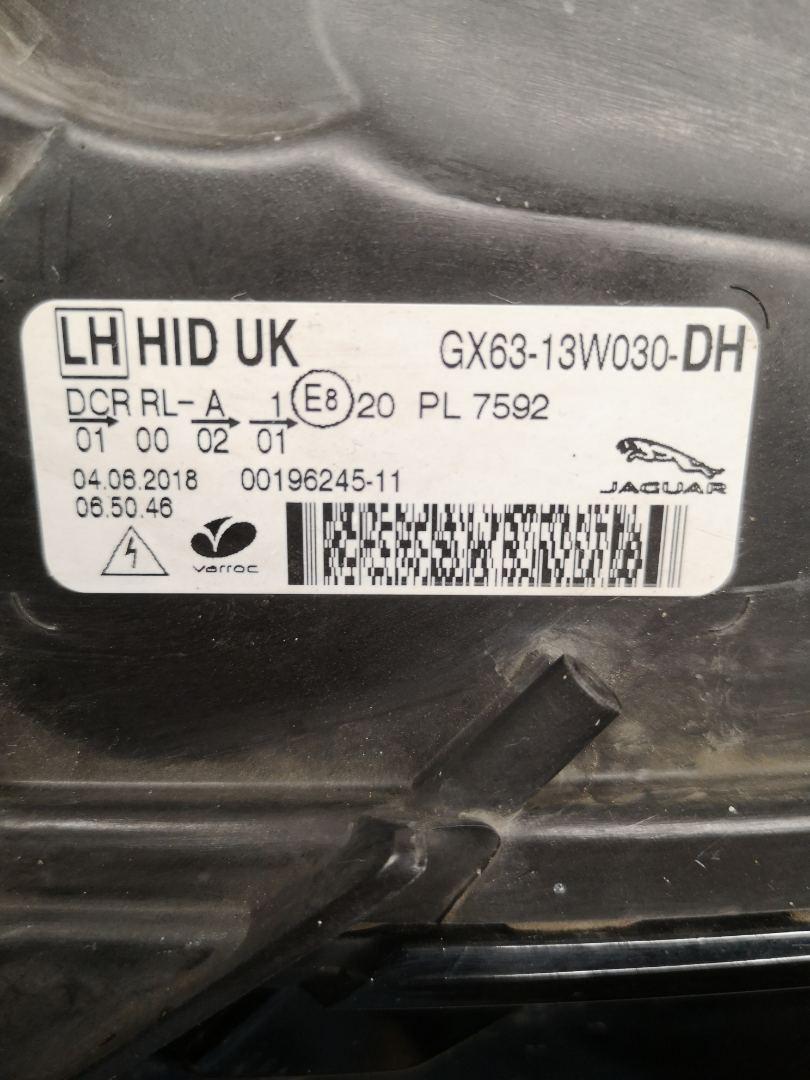 LH HID UK GX63-13W030-DH
DCR RL- A 1 E8 20 PL 7592
01 00 02 01
04.06.2018 00196245-11
06.50.46
JAGUAR
varroc